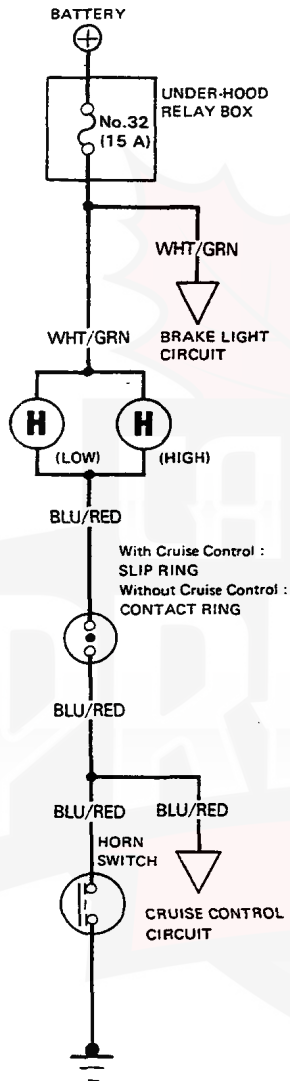 BATTERY
UNDER-HOOD
RELAY BOX
No.32
(15 A)
WHT/GRN
WHT/GRN
BRAKE LIGHT
CIRCUIT
H
H
(LOW)
(HIGH)
BLU/RED
With Cruise Control :
SLIP RING
Without Cruise Control :
CONTACT RING
BLU/RED
BLU/RED
BLU/RED
HORN
SWITCH
CRUISE CONTROL
CIRCUIT